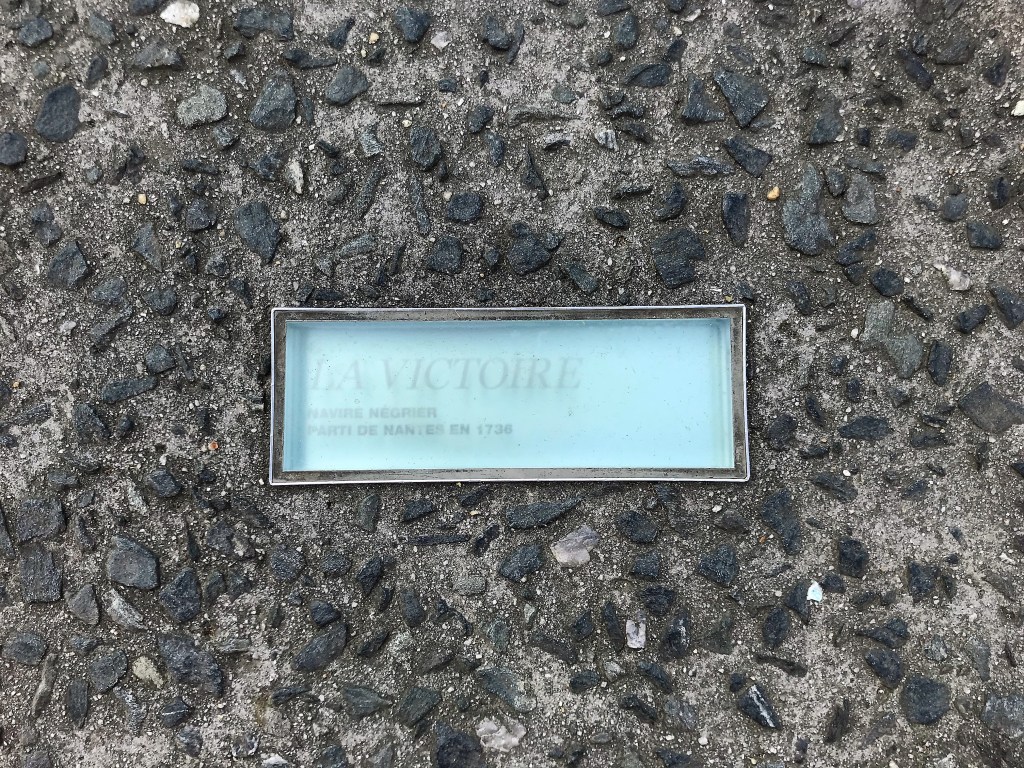 LA VICTOIRE
NAVIRE NÉGRIER
PARTI DE NANTES EN 1736